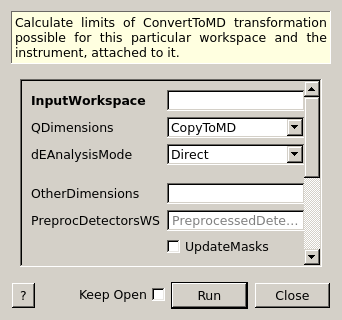 Calculate limits of ConvertToMD transformation
possible for this particular workspace and the
instrument, attached to it.
InputWorkspace
QDimensions CopyToMD
dEAnalysisMode Direct
OtherDimensions
PreprocDetectorsWS PreprocessedDete...
UpdateMasks
? Keep Open Run Close